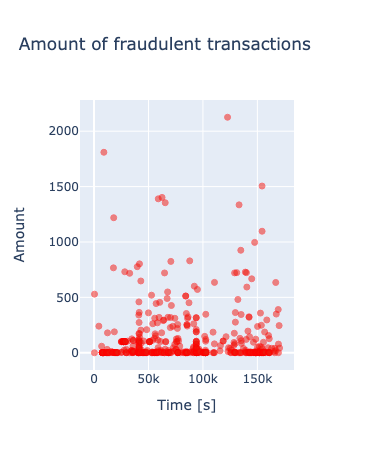 Amount of fraudulent transactions
2000
1500
1000
500
0
Amount
0
50k
100k
150k
Time [s]